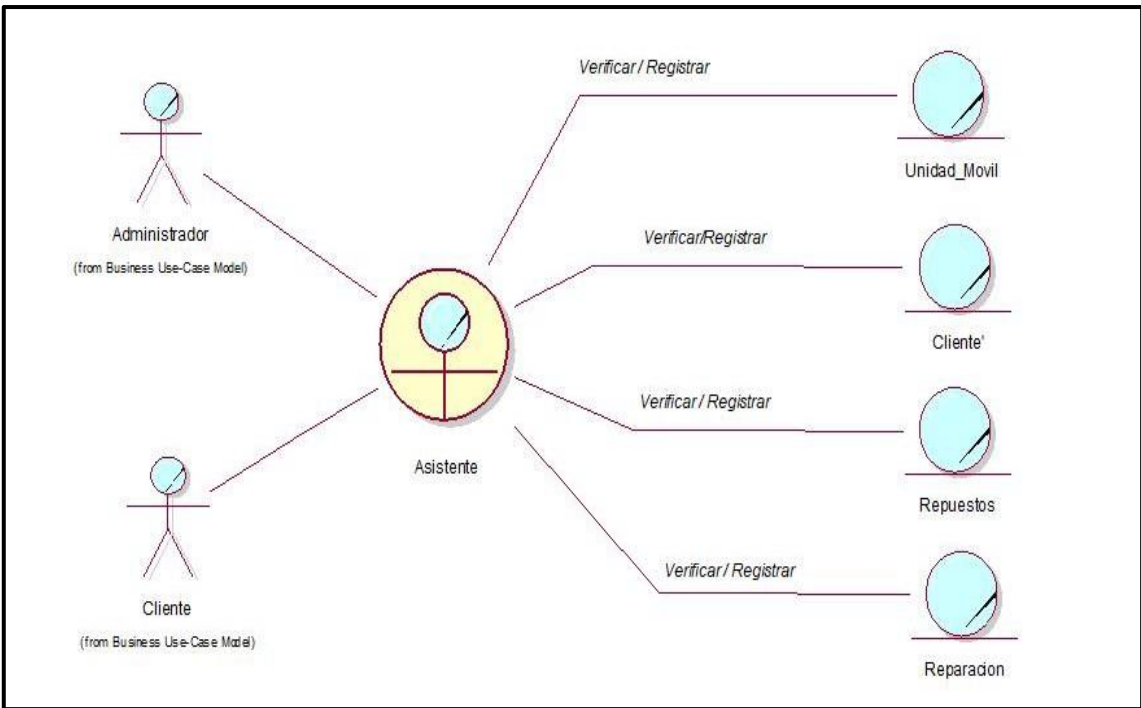 Verificar / Registrar
Unidad_Movil
Administrador
(from Business Use-Case Model)
Verificar/Registrar
Cliente'
Verificar / Registrar
Asistente
Repuestos
Cliente
(from Business Use-Case Model)
Verificar / Registrar
Reparacion